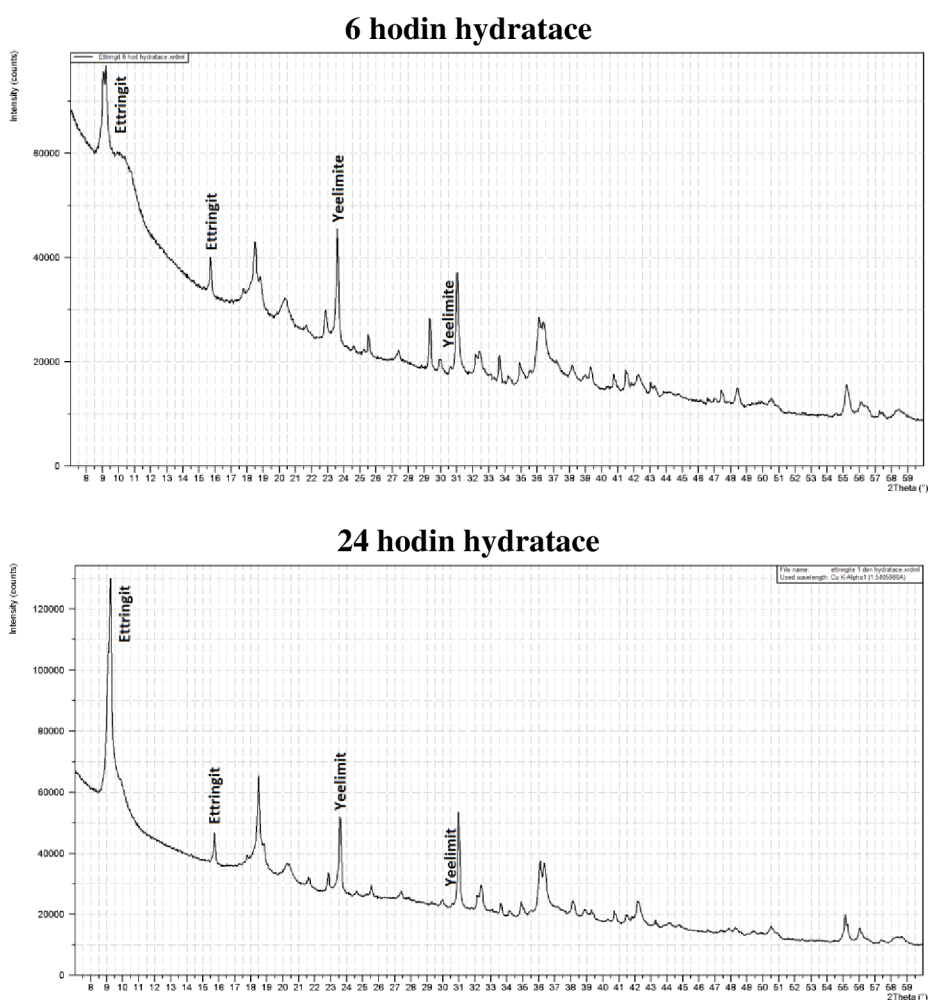 6 hodin hydratace
Intensity (counts)
Ettringit 6 hod hydratace.xrdml
Ettringit
60000
Ettringit
Yeelimite
40000
Yeelimite
20000
0
8 9 10 11 12 13 14 15 16 17 18 19 20 21 22 23 24 25 26 27 28 29 30 31 32 33 34 35 36 37 38 39 40 41 42 43 44 45 46 47 48 49 50 51 52 53 54 55 56 57 58 59
2Theta (°)
24 hodin hydratace
Intensity (counts)
File name: ettringite 1 den hydratace.xrdml
Used wavelength: Cu K-Alpha1 (1.5405980A)
120000
Ettringit
100000
80000
60000
Ettringit
Yeelimit
40000
Yeelimit
20000
0
8 9 10 11 12 13 14 15 16 17 18 19 20 21 22 23 24 25 26 27 28 29 30 31 32 33 34 35 36 37 38 39 40 41 42 43 44 45 46 47 48 49 50 51 52 53 54 55 56 57 58 59
2Theta (°)